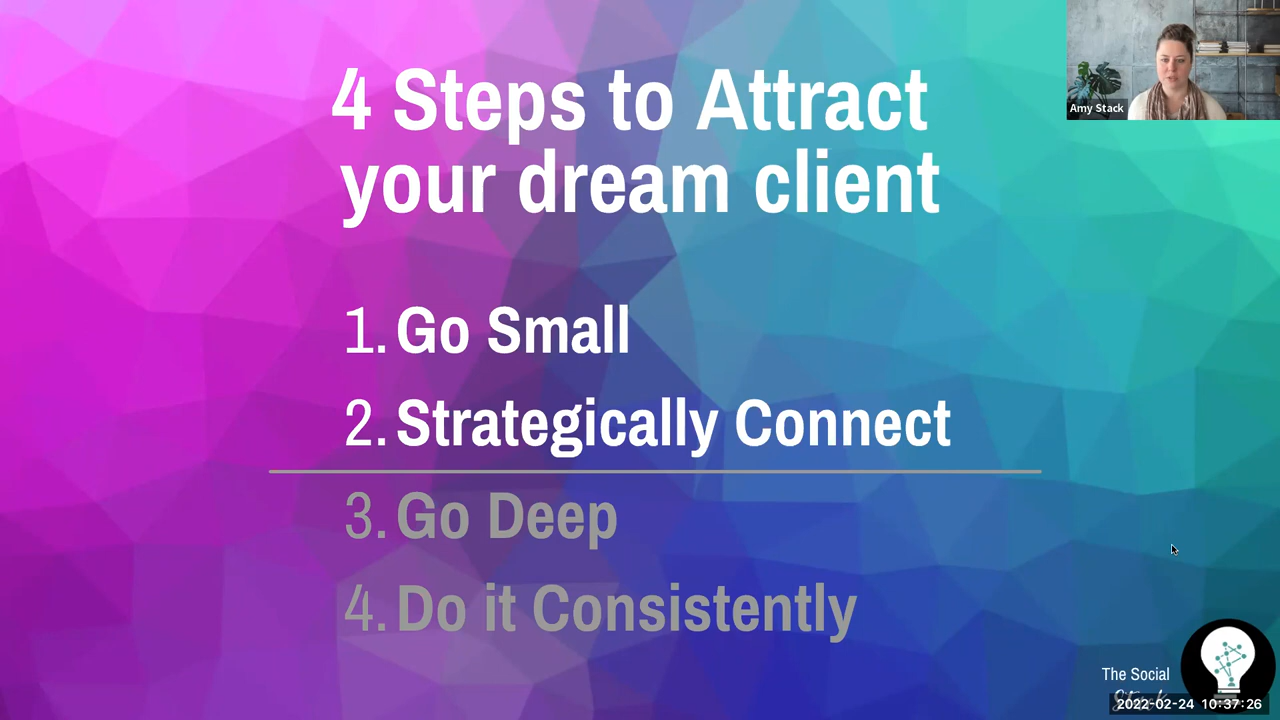 4 Steps to Attract
your dream client
Amy Stack
1. Go Small
2. Strategically Connect
3. Go Deep
4. Do it Consistently
The Social
2022-02-24 10:37:26